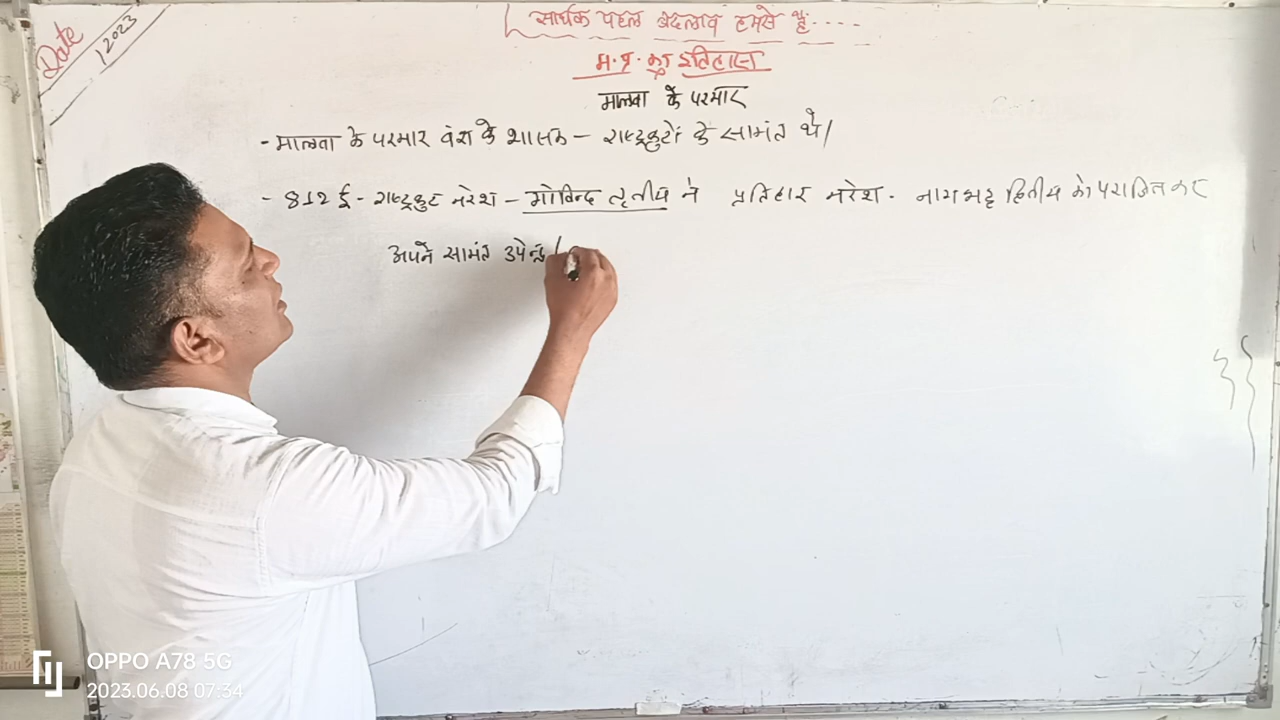 Date
/2023
सार्थक पहल बदलाव हमसे है....
म.प्र. का इतिहास
मालवा के परमार
- मालवा के परमार वंश के शासक - राष्ट्रकुटों के सामंत थे/
- 812 ई - राष्ट्रकुट नरेश - गोविन्द तृतीय ने प्रतिहार नरेश - नागभट्ट द्वितीय को पराजित कर
अपने सामंत उपेन्द्र
OPPO A78 5G
2023.06.08 07:34